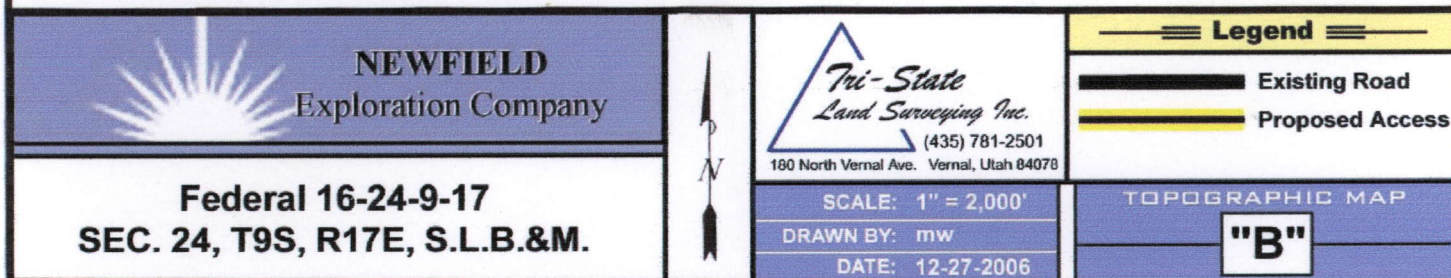 NEWFIELD
Exploration Company
Federal 16-24-9-17
SEC. 24, T9S, R17E, S.L.B.&M.
N
Tri-State
Land Surveying Inc.
(435) 781-2501
180 North Vernal Ave. Vernal, Utah 84078
SCALE: 1" = 2,000'
DRAWN BY: mw
DATE: 12-27-2006
Legend
Existing Road
Proposed Access
TOPOGRAPHIC MAP
"B"